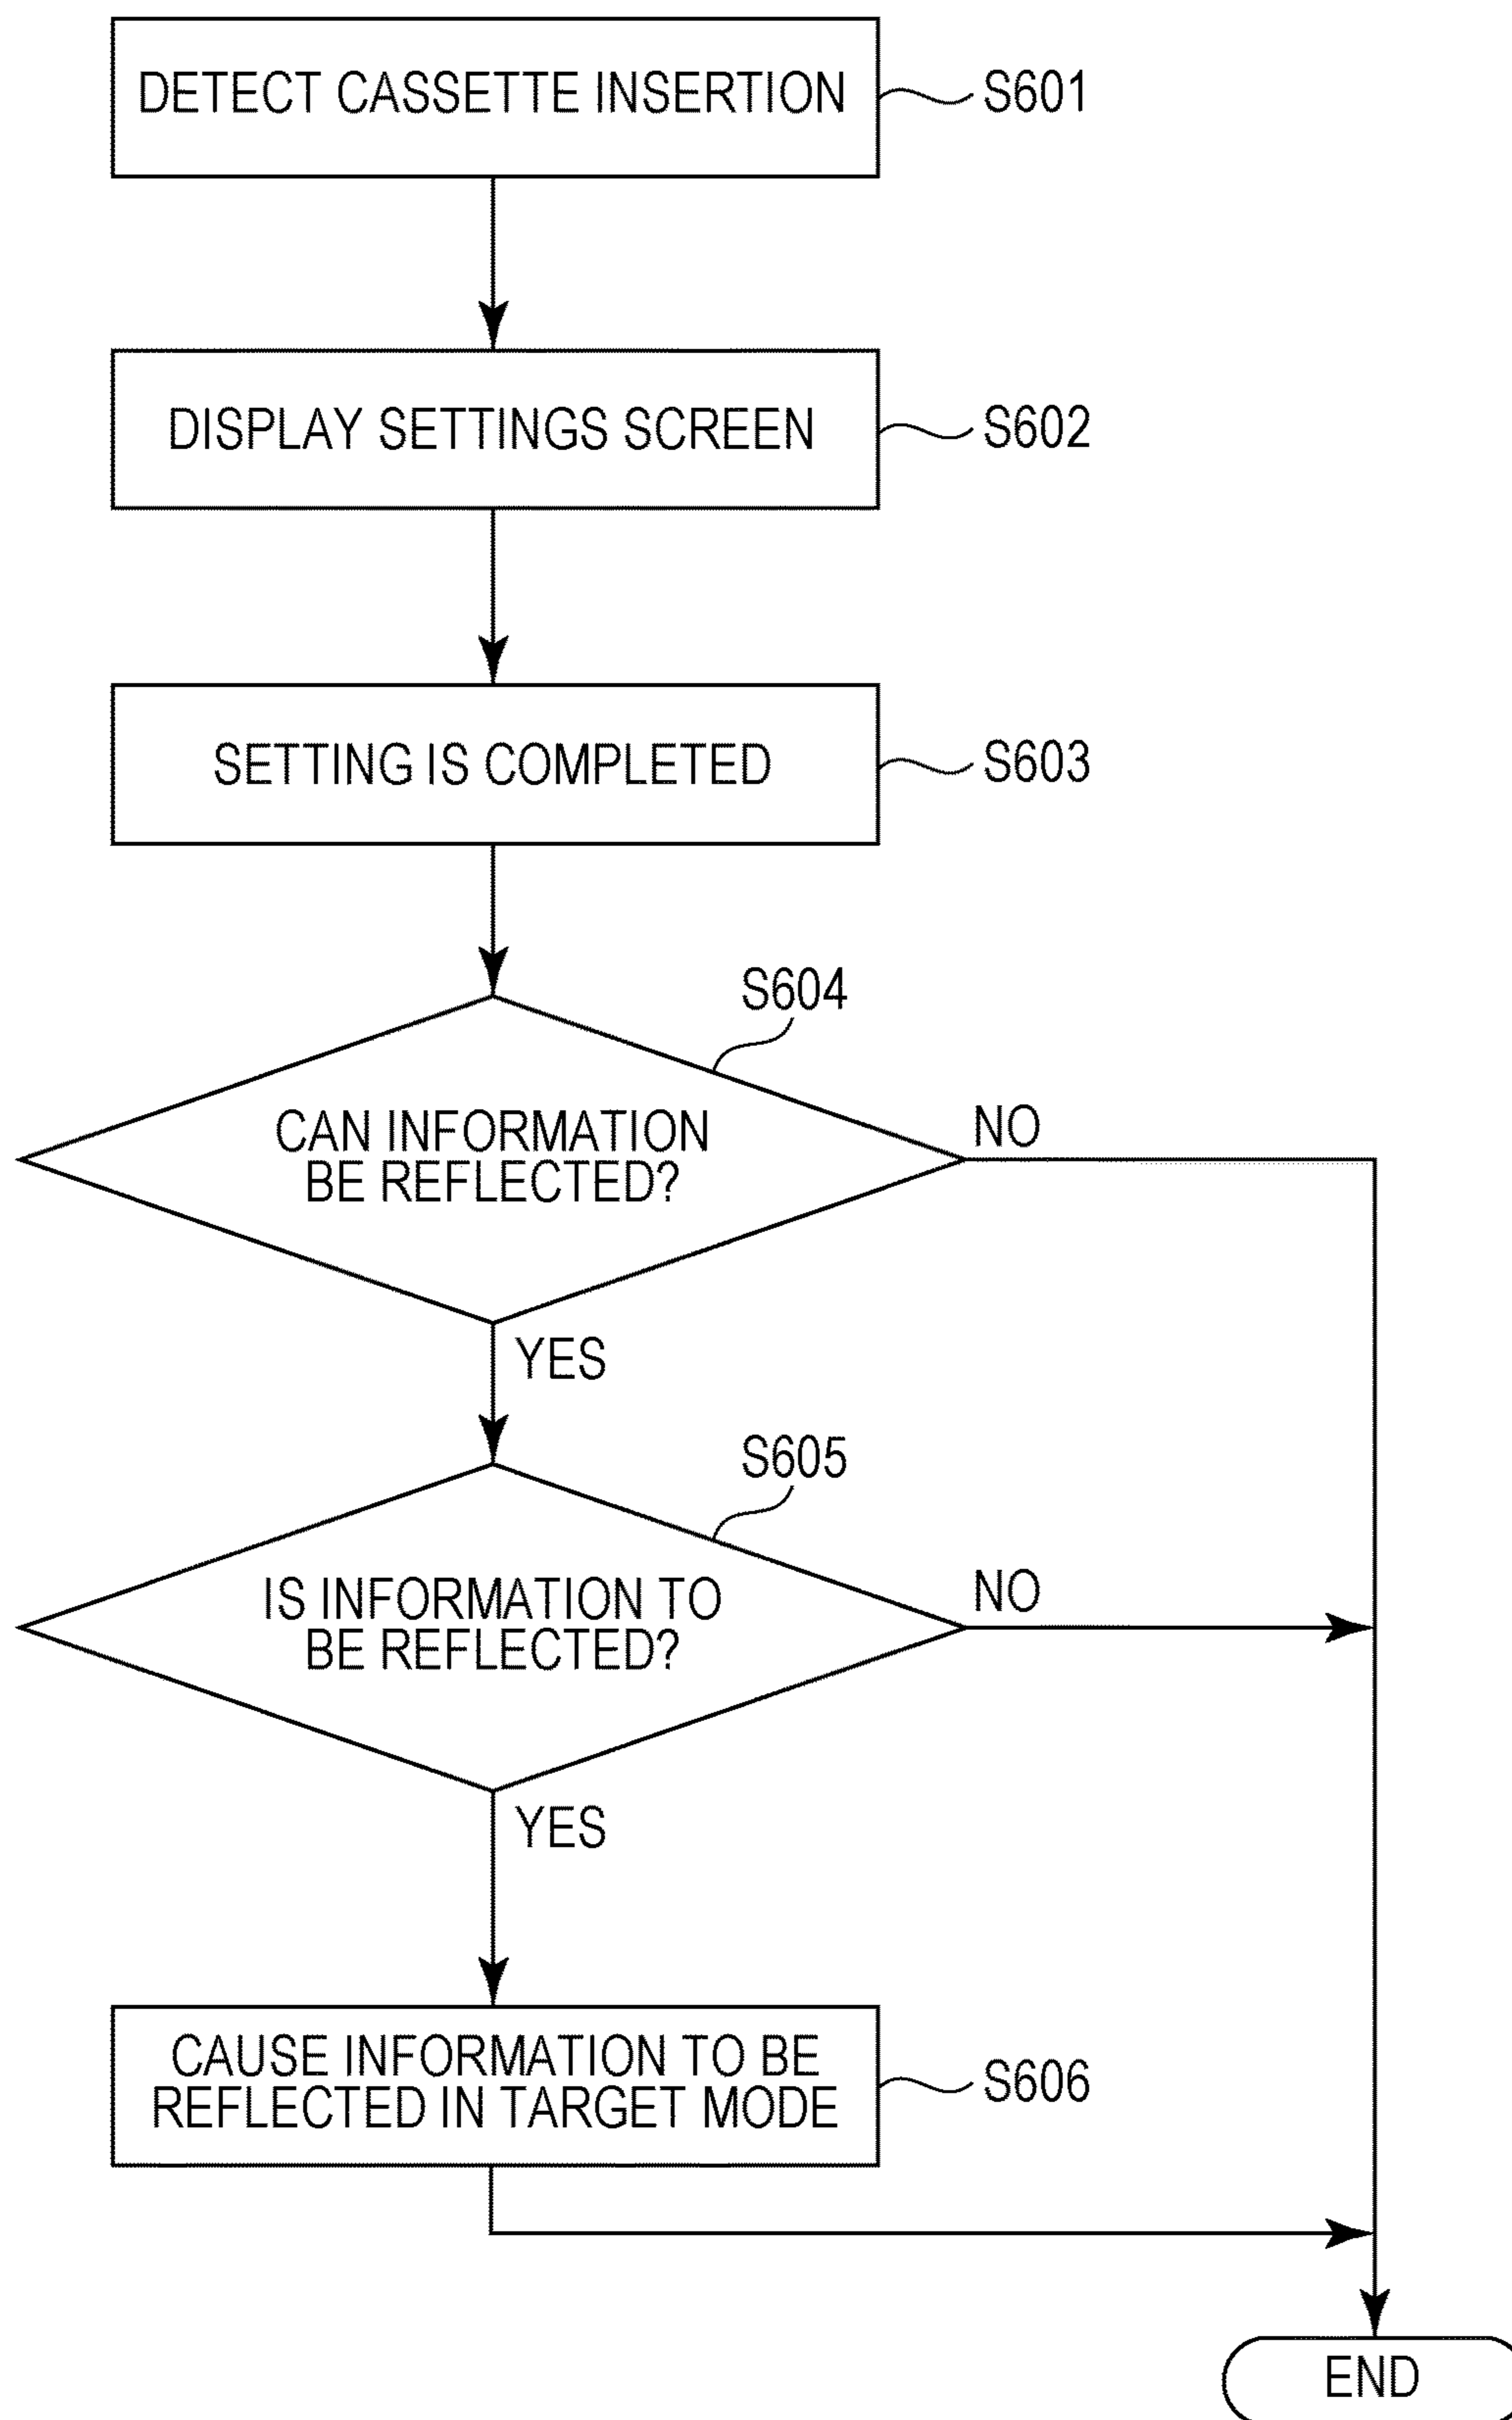 DETECT CASSETTE INSERTION
S601
DISPLAY SETTINGS SCREEN
S602
SETTING IS COMPLETED
S603
S604
CAN INFORMATION
BE REFLECTED?
NO
YES
S605
IS INFORMATION TO
BE REFLECTED?
NO
YES
CAUSE INFORMATION TO BE
REFLECTED IN TARGET MODE
S606
END